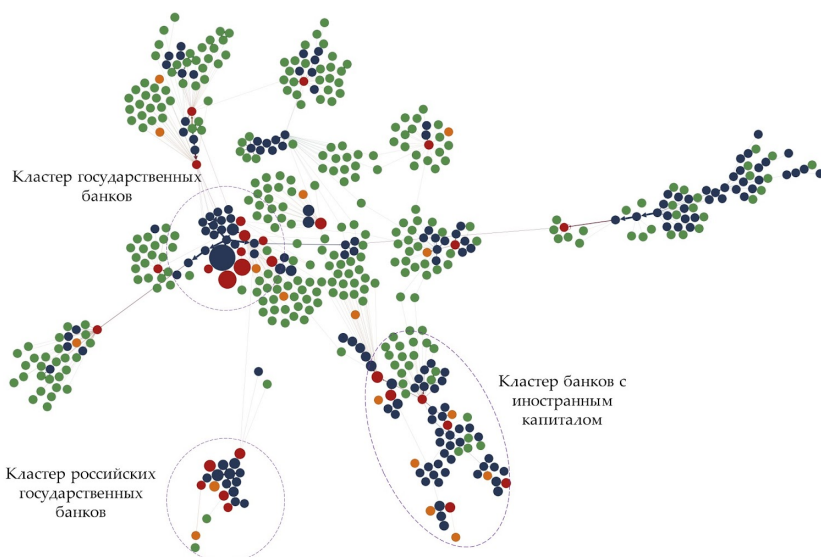 Кластер государственных
банков
Кластер банков с
иностранным
капиталом
Кластер российских
государственных
банков